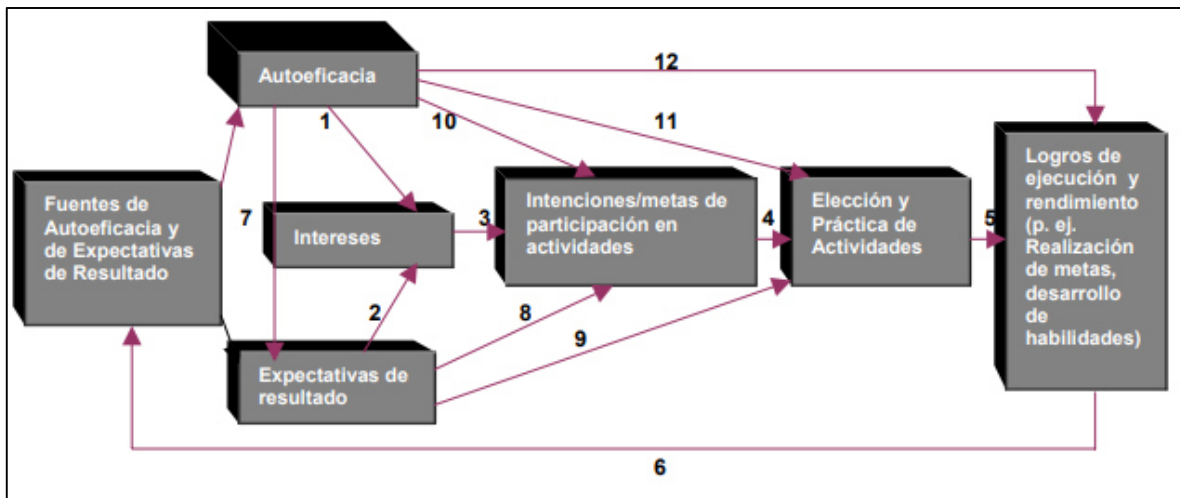 Autoeficacia
12
1
10
11
Fuentes de
Autoeficacia y
de Expectativas
de Resultado
7
Intereses
3
Intenciones/metas de
participación en
actividades
4
Elección y
Práctica de
Actividades
5
Logros de
ejecución y
rendimiento
(p. ej.
Realización
de metas,
desarrollo
de
habilidades)
2
8
9
Expectativas de
resultado
6